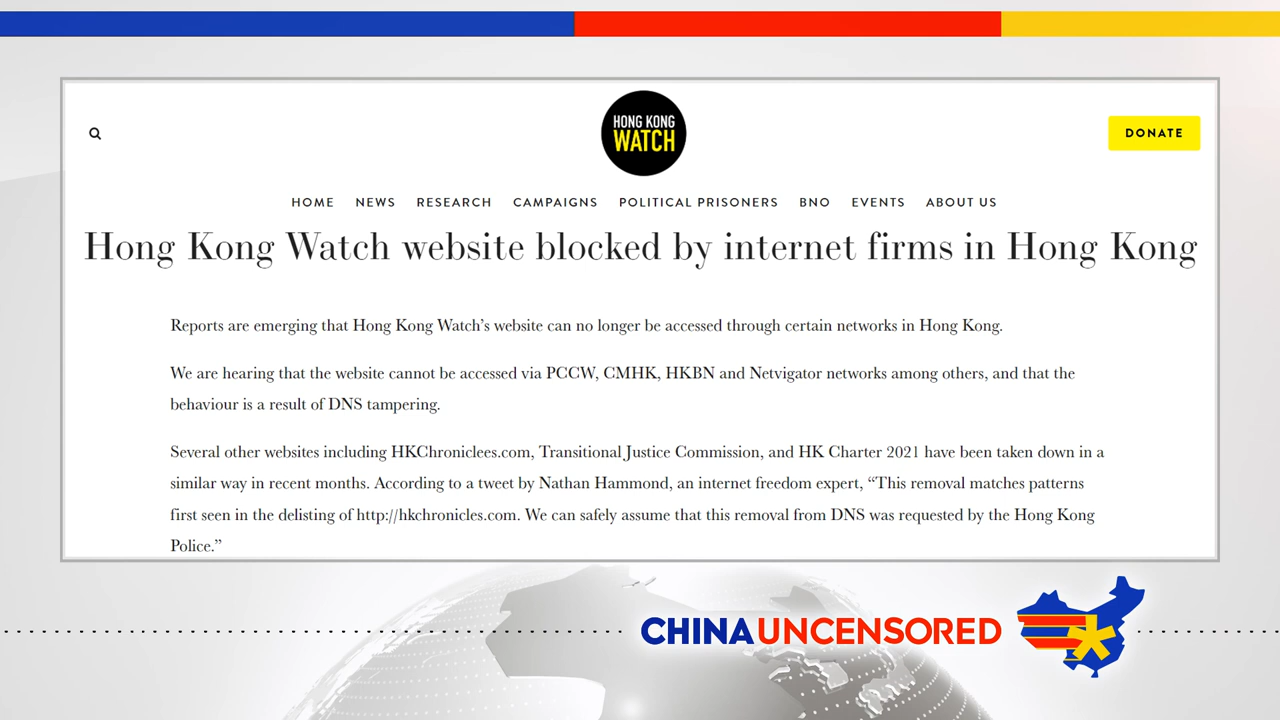 HONG KONG
WATCH
DONATE
HOME NEWS RESEARCH CAMPAIGNS POLITICAL PRISONERS BNO EVENTS ABOUT US
Hong Kong Watch website blocked by internet firms in Hong Kong
Reports are emerging that Hong Kong Watch’s website can no longer be accessed through certain networks in Hong Kong.
We are hearing that the website cannot be accessed via PCCW, CMHK, HKBN and Netvigator networks among others, and that the
behaviour is a result of DNS tampering.
Several other websites including HKChroniclees.com, Transitional Justice Commission, and HK Charter 2021 have been taken down in a
similar way in recent months. According to a tweet by Nathan Hammond, an internet freedom expert, “This removal matches patterns
first seen in the delisting of http://hkchronicles.com. We can safely assume that this removal from DNS was requested by the Hong Kong
Police.”
CHINA UNCENSORED